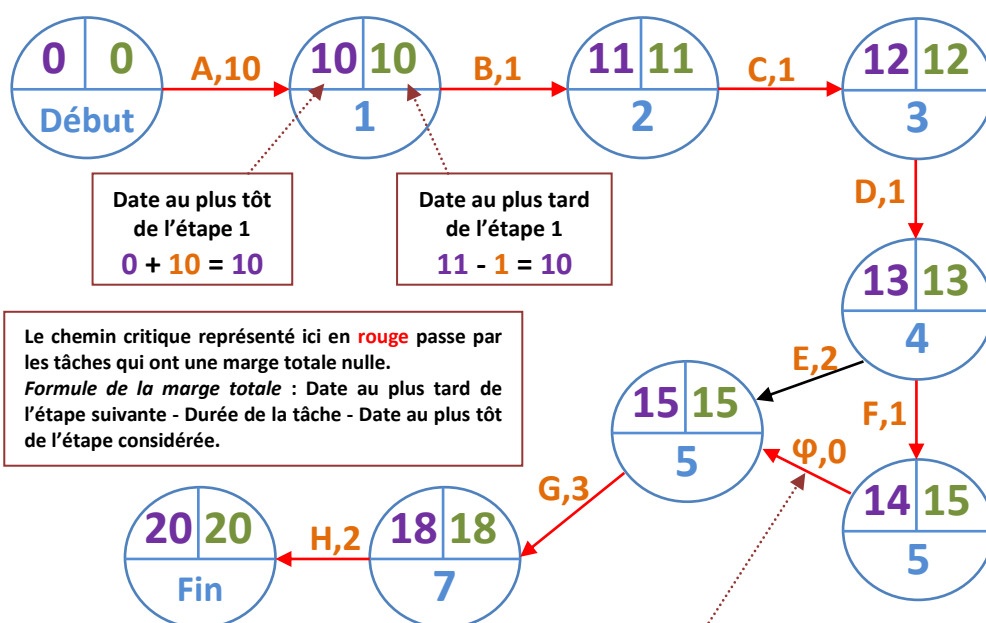 0 0
Début
A,10
10 10
1
B,1
11 11
2
C,1
12 12
3
Date au plus tôt
de l'étape 1
0 + 10 = 10
Date au plus tard
de l'étape 1
11 - 1 = 10
D,1
13 13
4
Le chemin critique représenté ici en rouge passe par
les tâches qui ont une marge totale nulle.
Formule de la marge totale : Date au plus tard de
l'étape suivante - Durée de la tâche - Date au plus tôt
de l'étape considérée.
E,2
F,1
15 15
5
φ,0
14 15
5
G,3
18 18
7
H,2
20 20
Fin